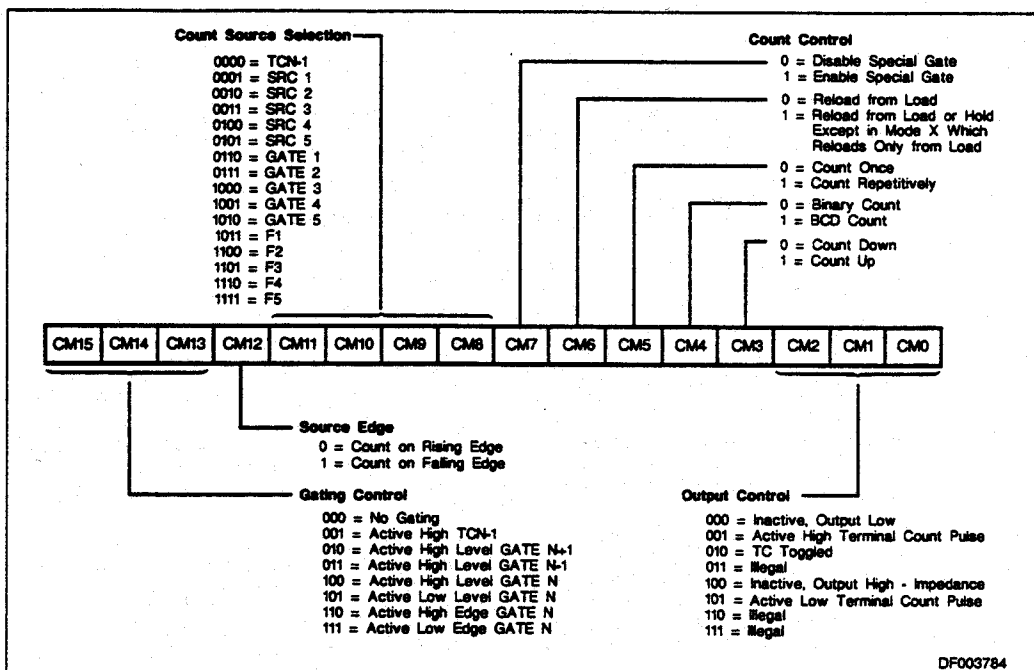 Count Source Selection
0000 = TCN-1
0001 = SRC 1
0010 = SRC 2
0011 = SRC 3
0100 = SRC 4
0101 = SRC 5
0110 = GATE 1
0111 = GATE 2
1000 = GATE 3
1001 = GATE 4
1010 = GATE 5
1011 = F1
1100 = F2
1101 = F3
1110 = F4
1111 = F5
Count Control
0 = Disable Special Gate
1 = Enable Special Gate
0 = Reload from Load
1 = Reload from Load or Hold
Except in Mode X Which
Reloads Only from Load
0 = Count Once
1 = Count Repetitively
0 = Binary Count
1 = BCD Count
0 = Count Down
1 = Count Up
CM15 CM14 CM13 CM12 CM11 CM10 CM9 CM8 CM7 CM6 CM5 CM4 CM3 CM2 CM1 CM0
Source Edge
0 = Count on Rising Edge
1 = Count on Falling Edge
Gating Control
000 = No Gating
001 = Active High TCN-1
010 = Active High Level GATE N+1
011 = Active High Level GATE N-1
100 = Active High Level GATE N
101 = Active Low Level GATE N
110 = Active High Edge GATE N
111 = Active Low Edge GATE N
Output Control
000 = Inactive, Output Low
001 = Active High Terminal Count Pulse
010 = TC Toggled
011 = Illegal
100 = Inactive, Output High - Impedance
101 = Active Low Terminal Count Pulse
110 = Illegal
111 = Illegal
DF003784